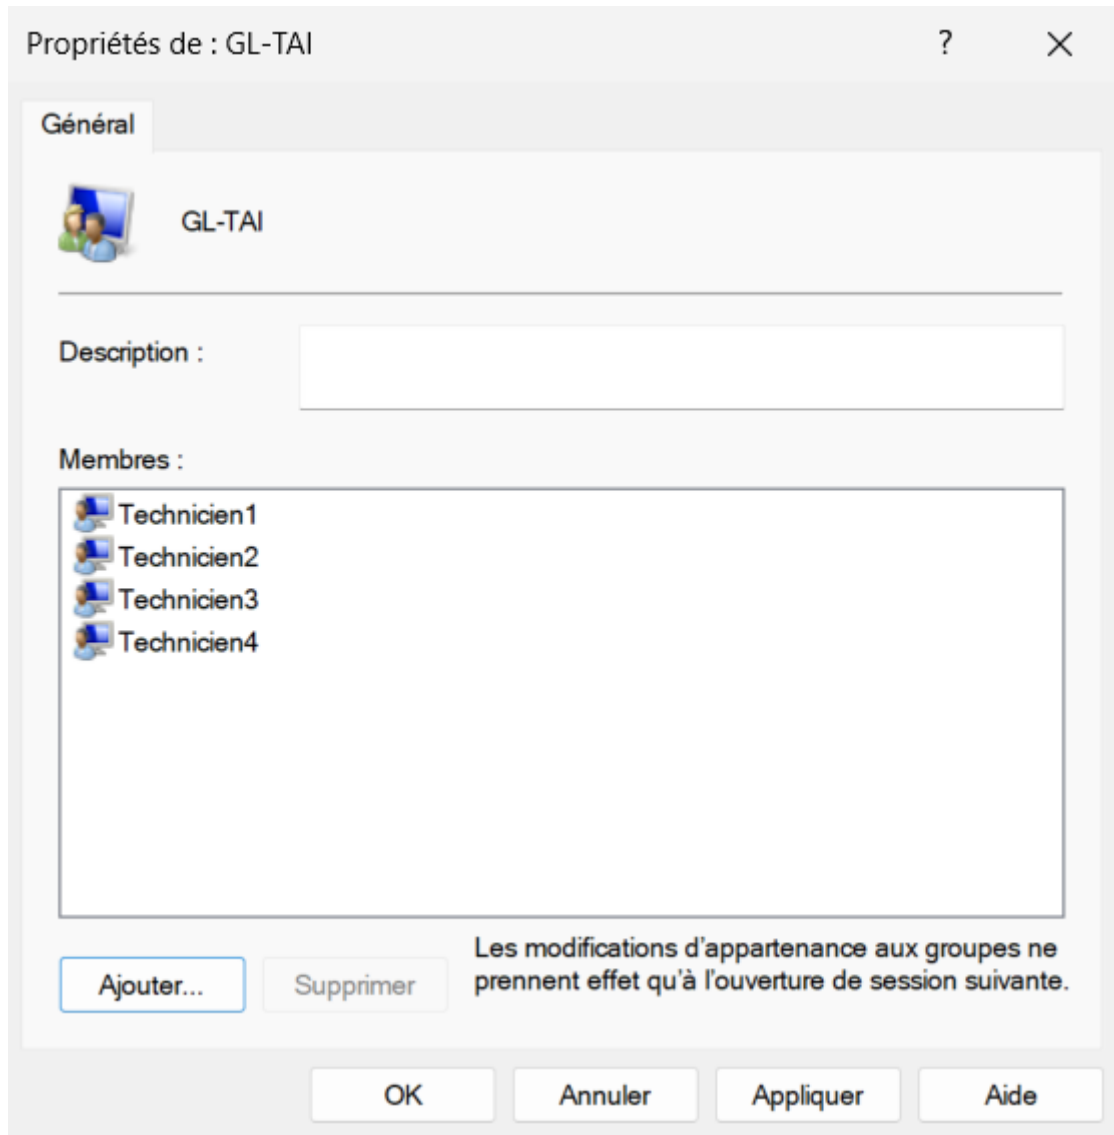 Propriétés de : GL-TAI
?
Général
GL-TAI
Description :
Membres :
Technicien1
Technicien2
Technicien3
Technicien4
Ajouter...
Supprimer
Les modifications d'appartenance aux groupes ne
prennent effet qu'à l'ouverture de session suivante.
OK
Annuler
Appliquer
Aide